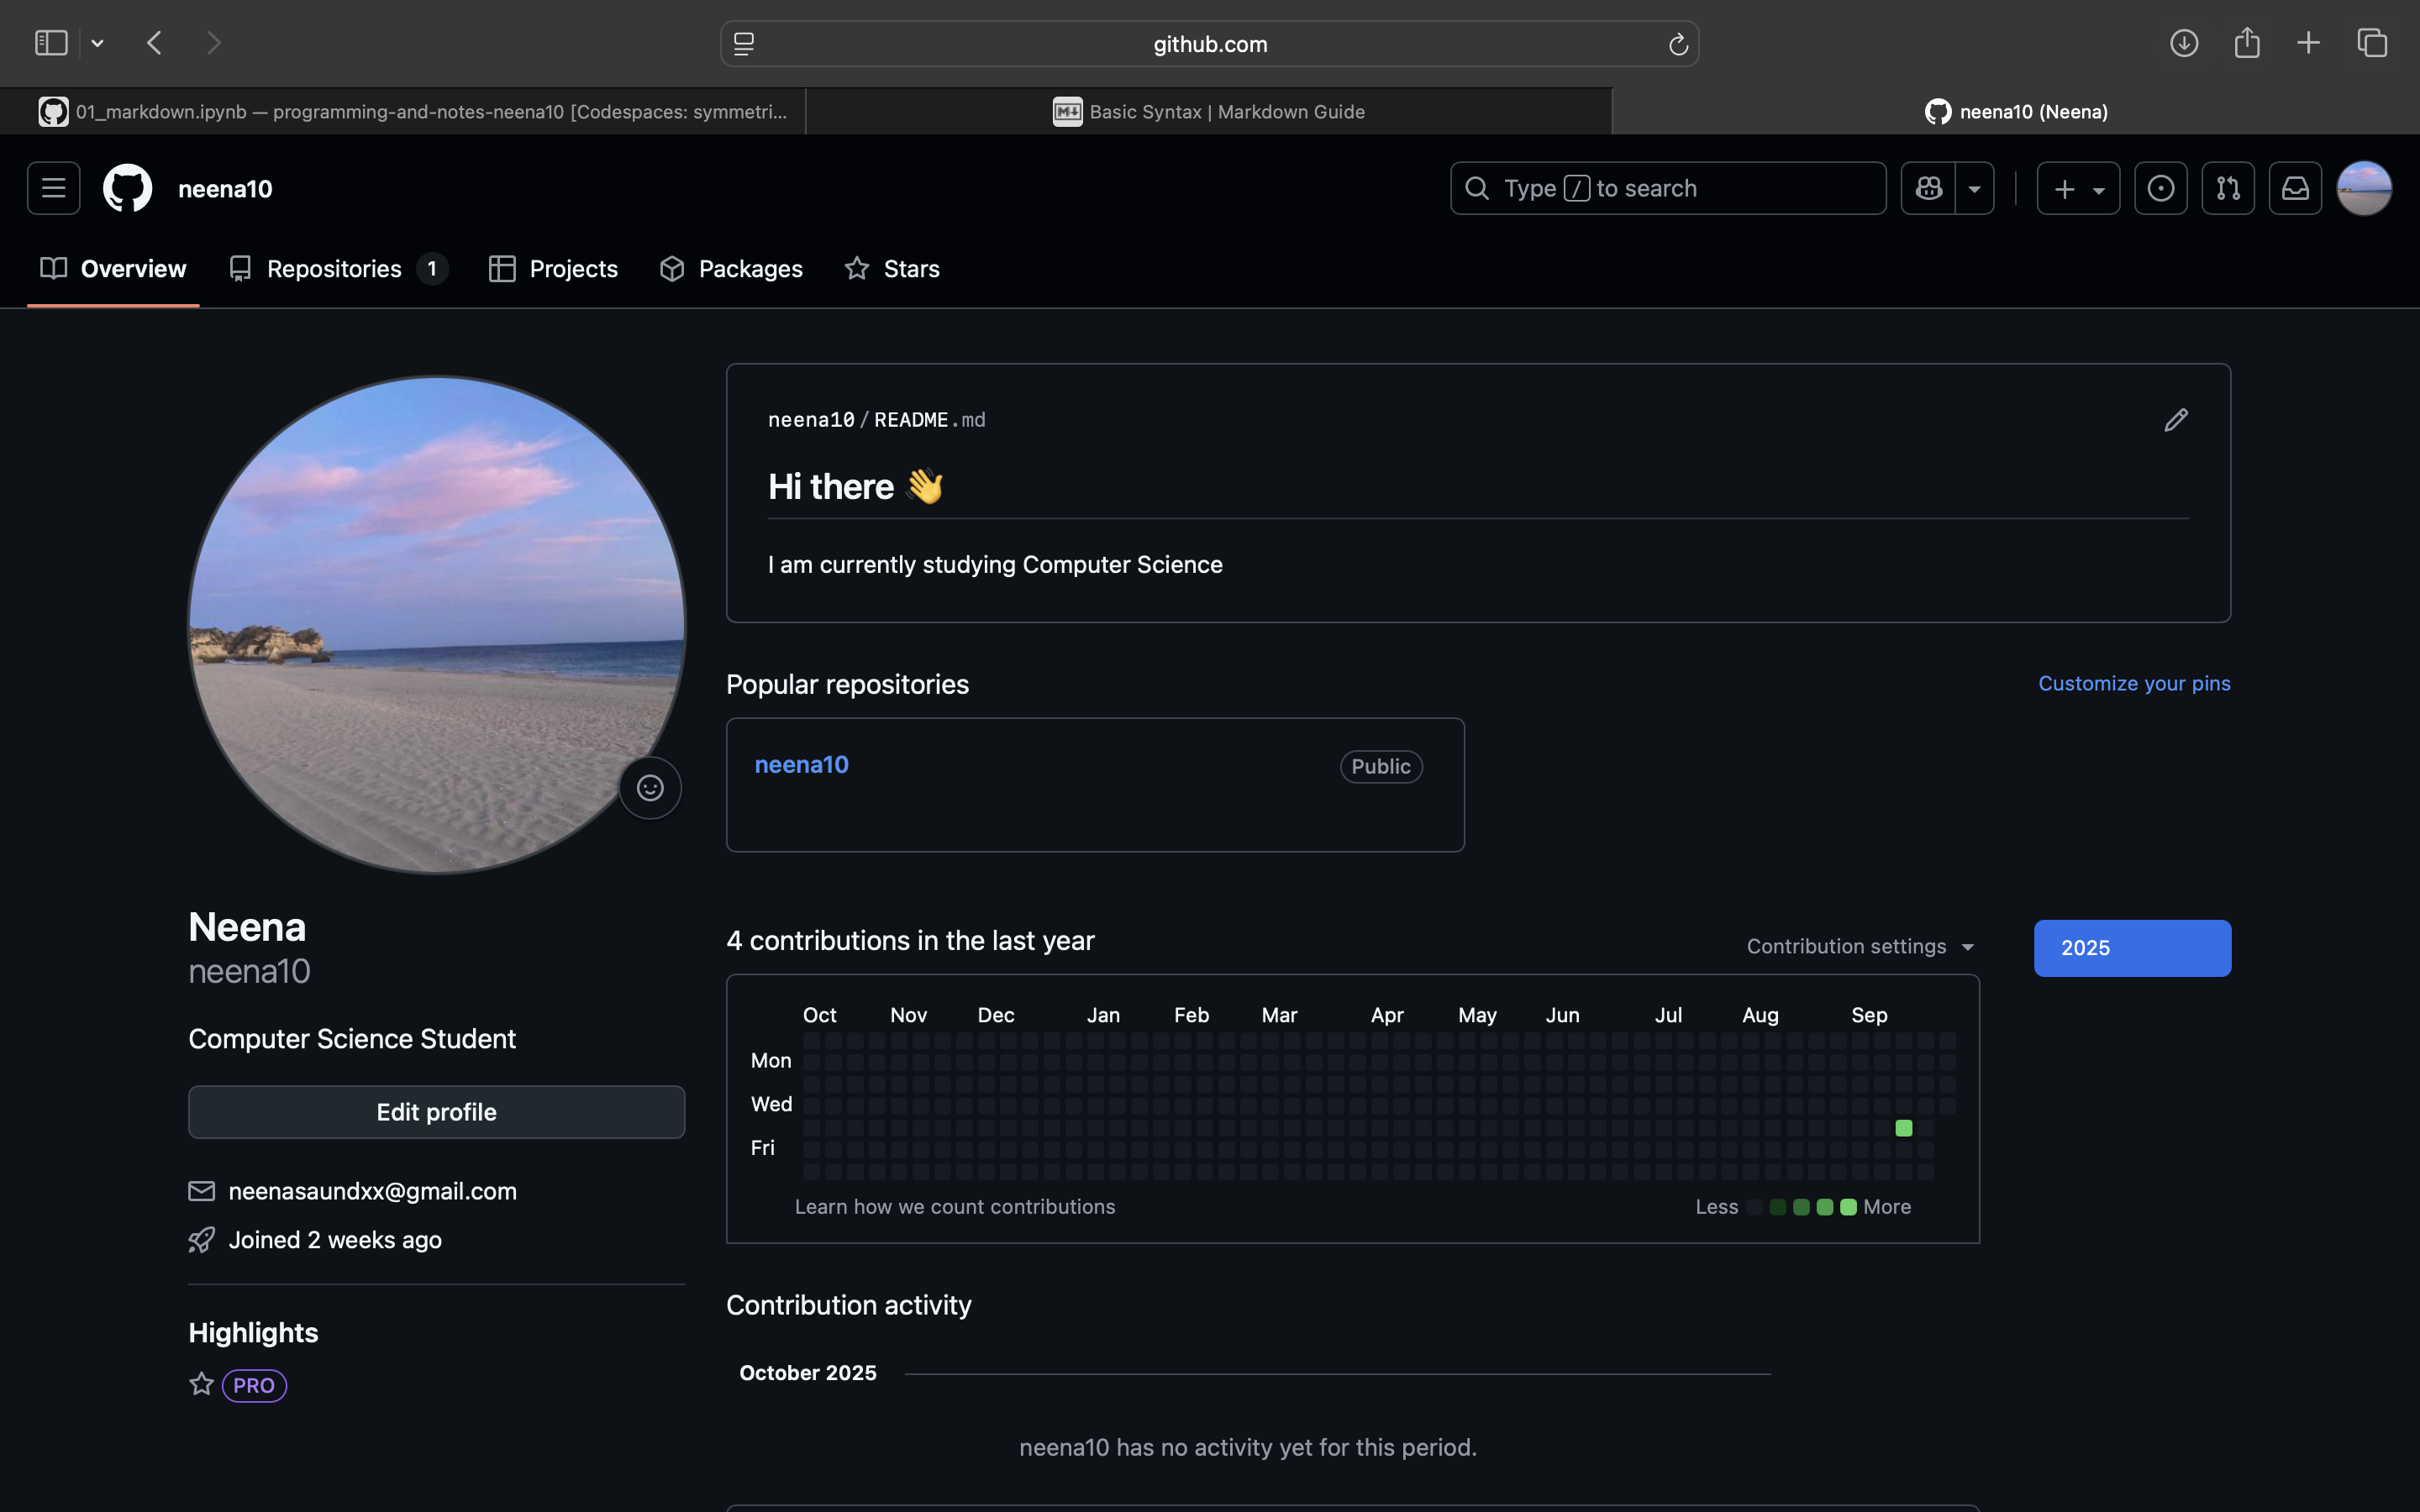 github.com
01_markdown.ipynb — programming-and-notes-neena10 [Codespaces: symmetri...
Basic Syntax | Markdown Guide
neena10 (Neena)
neena10
Type / to search
Overview
Repositories 1
Projects
Packages
Stars
neena10/README.md
Hi there 👋
I am currently studying Computer Science
Popular repositories
Customize your pins
neena10
Public
Neena
neena10
Computer Science Student
Edit profile
neenasaundxx@gmail.com
Joined 2 weeks ago
Highlights
PRO
4 contributions in the last year
Contribution settings
2025
Oct Nov Dec Jan Feb Mar Apr May Jun Jul Aug Sep
Mon
Wed
Fri
Learn how we count contributions
Less More
Contribution activity
October 2025
neena10 has no activity yet for this period.